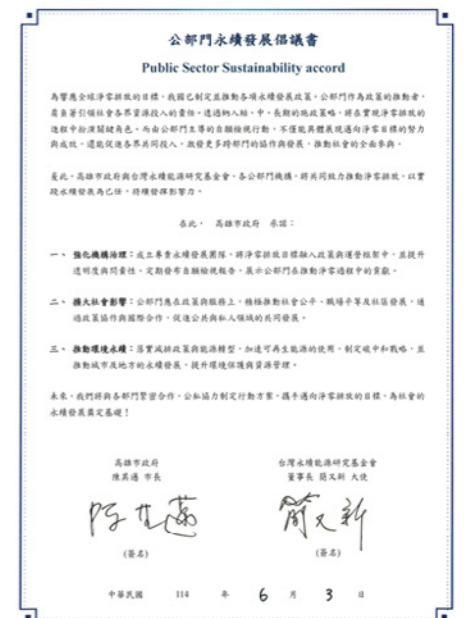 公部門永續發展倡議書
Public Sector Sustainability accord
為響應全球淨零排放的目標,我國已制定並推動各項永續發展政策。公部門作為政策的推動者,
肩負著引領社會各界資源投入的責任。透過納入短、中、長期的施政策略,將在實現淨零排放的
進程中扮演關鍵角色。而由公部門主導的自願檢視行動,不僅能具體展現邁向淨零目標的努力
與成效,還能促進各界共同投入,激發更多跨部門的協作與發展,推動社會的全面參與。
爰此,高雄市政府與台灣永續能源研究基金會、各公部門機構,將共同致力推動淨零排放,以實
踐永續發展為己任,持續發揮影響力。
在此, 高雄市政府 承諾:
一、 強化機構治理:成立專責永續發展團隊,將淨零排放目標融入政策與運營框架中,並提升
透明度與問責性。定期發布自願檢視報告,展示公部門在推動淨零過程中的貢獻。
二、 擴大社會影響:公部門應在政策與服務上,積極推動社會公平、職場平等及社區發展,通
過政策協作與國際合作,促進公共與私人領域的共同發展。
三、 推動環境永續:落實減排政策與能源轉型,加速可再生能源的使用,制定碳中和戰略,並
推動城市及地方的永續發展,提升環境保護與資源管理。
未來,我們將與各部門緊密合作,公私協力制定行動方案,攜手邁向淨零排放的目標,為社會的
永續發展奠定基礎!
高雄市政府
陳其邁 市長
陳其邁
(簽名)
台灣永續能源研究基金會
董事長 簡又新 大使
簡又新
(簽名)
中華民國 114 年 6 月 3 日